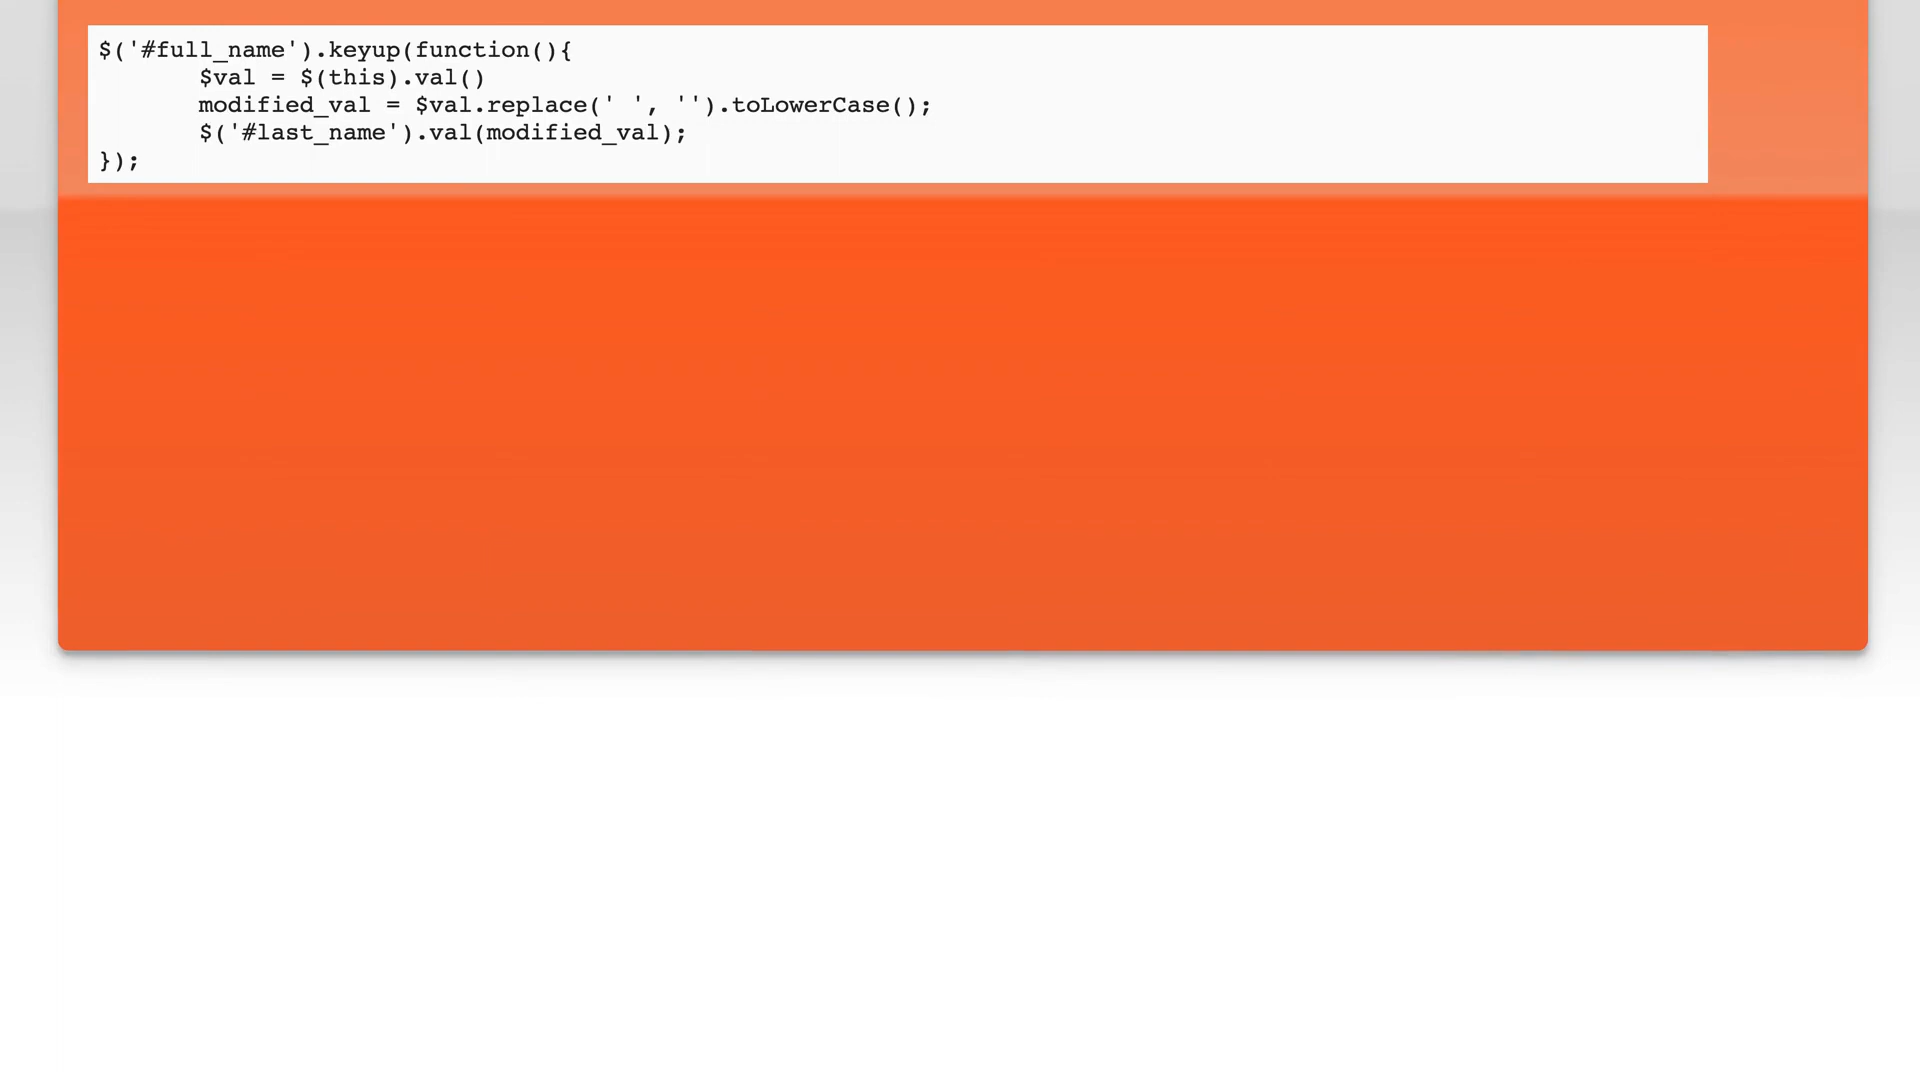 $('#full_name').keyup(function(){
$val = $(this).val()
modified_val = $val.replace(' ', '').toLowerCase();
$('#last_name').val(modified_val);
});